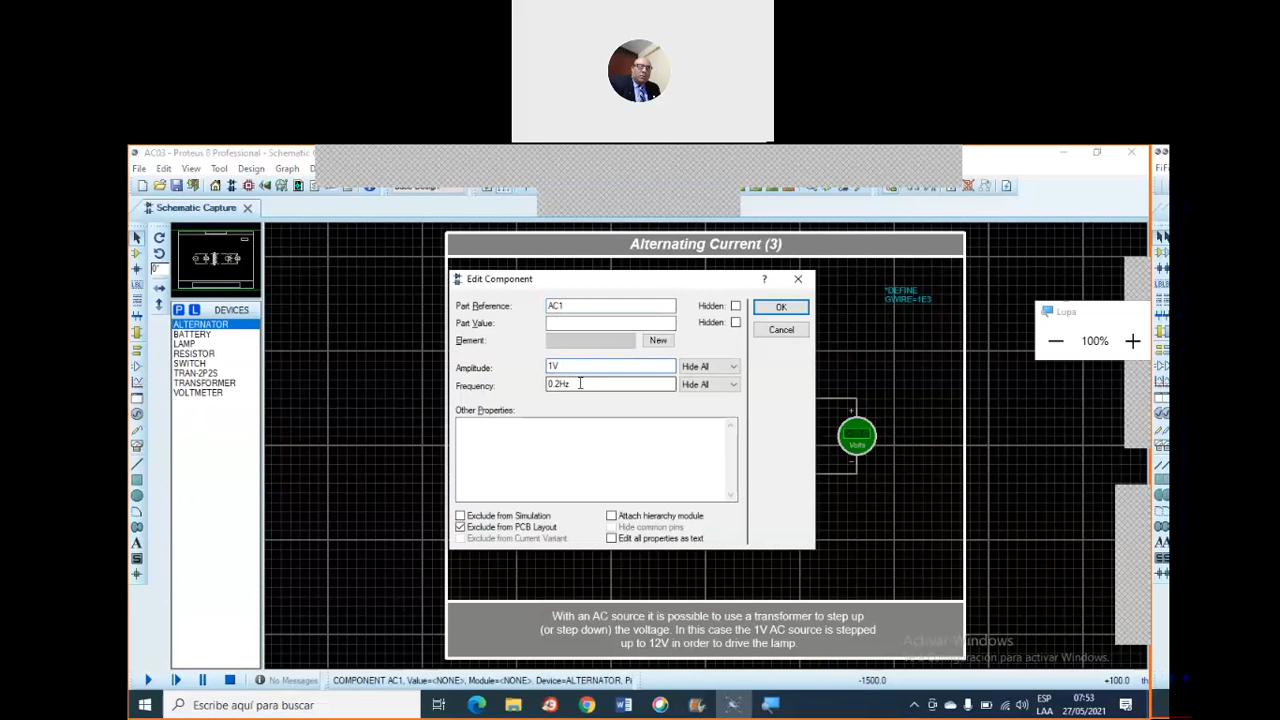 AC03 - Proteus 8 Professional - Schematic C
File Edit View Tool Design Graph
Base Design
Schematic Capture
0°
P L DEVICES
ALTERNATOR
BATTERY
LAMP
RESISTOR
SWITCH
TRAN-2P2S
TRANSFORMER
VOLTMETER
Alternating Current (3)
*DEFINE
GWIRE=1E3
Edit Component
?
Part Reference: AC1 Hidden:
Part Value: Hidden:
Element: New
Amplitude: 1V Hide All
Frequency: 0.2Hz Hide All
Other Properties:
Exclude from Simulation
Exclude from PCB Layout
Exclude from Current Variant
Attach hierarchy module
Hide common pins
Edit all properties as text
OK
Cancel
+
Volts
Lupa
100%
LBL
A
S
With an AC source it is possible to use a transformer to step up
(or step down) the voltage. In this case the 1V AC source is stepped
up to 12V in order to drive the lamp.
Activar Windows
No Messages
COMPONENT AC1, Value=<NONE>, Module=<NONE>. Device=ALTERNATOR, Pi
-1500.0 +100.0 th
Escribe aquí para buscar
ESP
LAA
07:53
27/05/2021